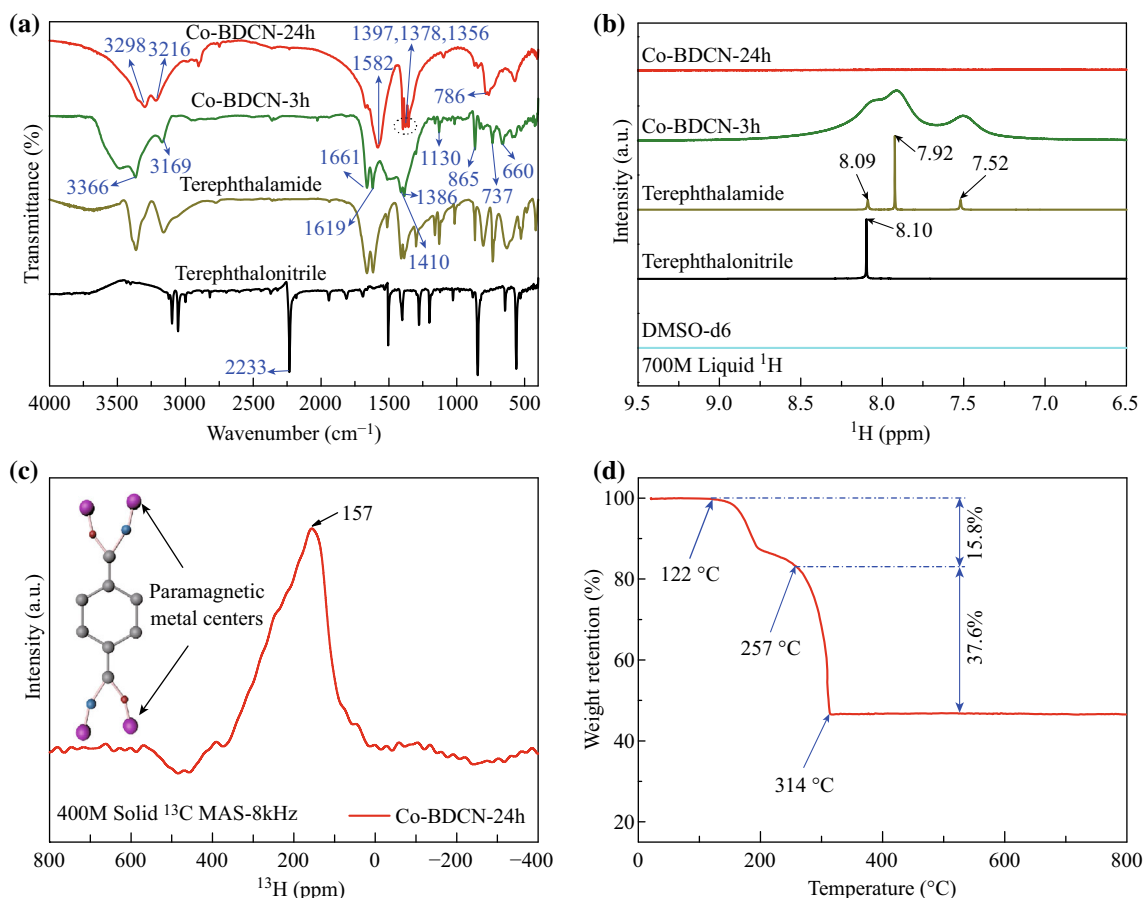 (a)
Co-BDCN-24h
3298
3216
1397,1378,1356
1582
786
Co-BDCN-3h
3366
3169
1661
1619
1386
1410
1130
865
737
660
Terephthalamide
Terephthalonitrile
2233
Transmittance (%)
4000 3500 3000 2500 2000 1500 1000 500
Wavenumber (cm⁻¹)
(b)
Co-BDCN-24h
Co-BDCN-3h
Terephthalamide
8.09
7.92
7.52
8.10
Terephthalonitrile
DMSO-d6
700M Liquid ¹H
Intensity (a.u.)
9.5 9.0 8.5 8.0 7.5 7.0 6.5
¹H (ppm)
(c)
157
Paramagnetic
metal centers
400M Solid ¹³C MAS-8kHz
Co-BDCN-24h
Intensity (a.u.)
800 600 400 200 0 −200 −400
¹³H (ppm)
(d)
100
80
60
40
20
122 °C
257 °C
314 °C
15.8%
37.6%
Weight retention (%)
0 200 400 600 800
Temperature (°C)